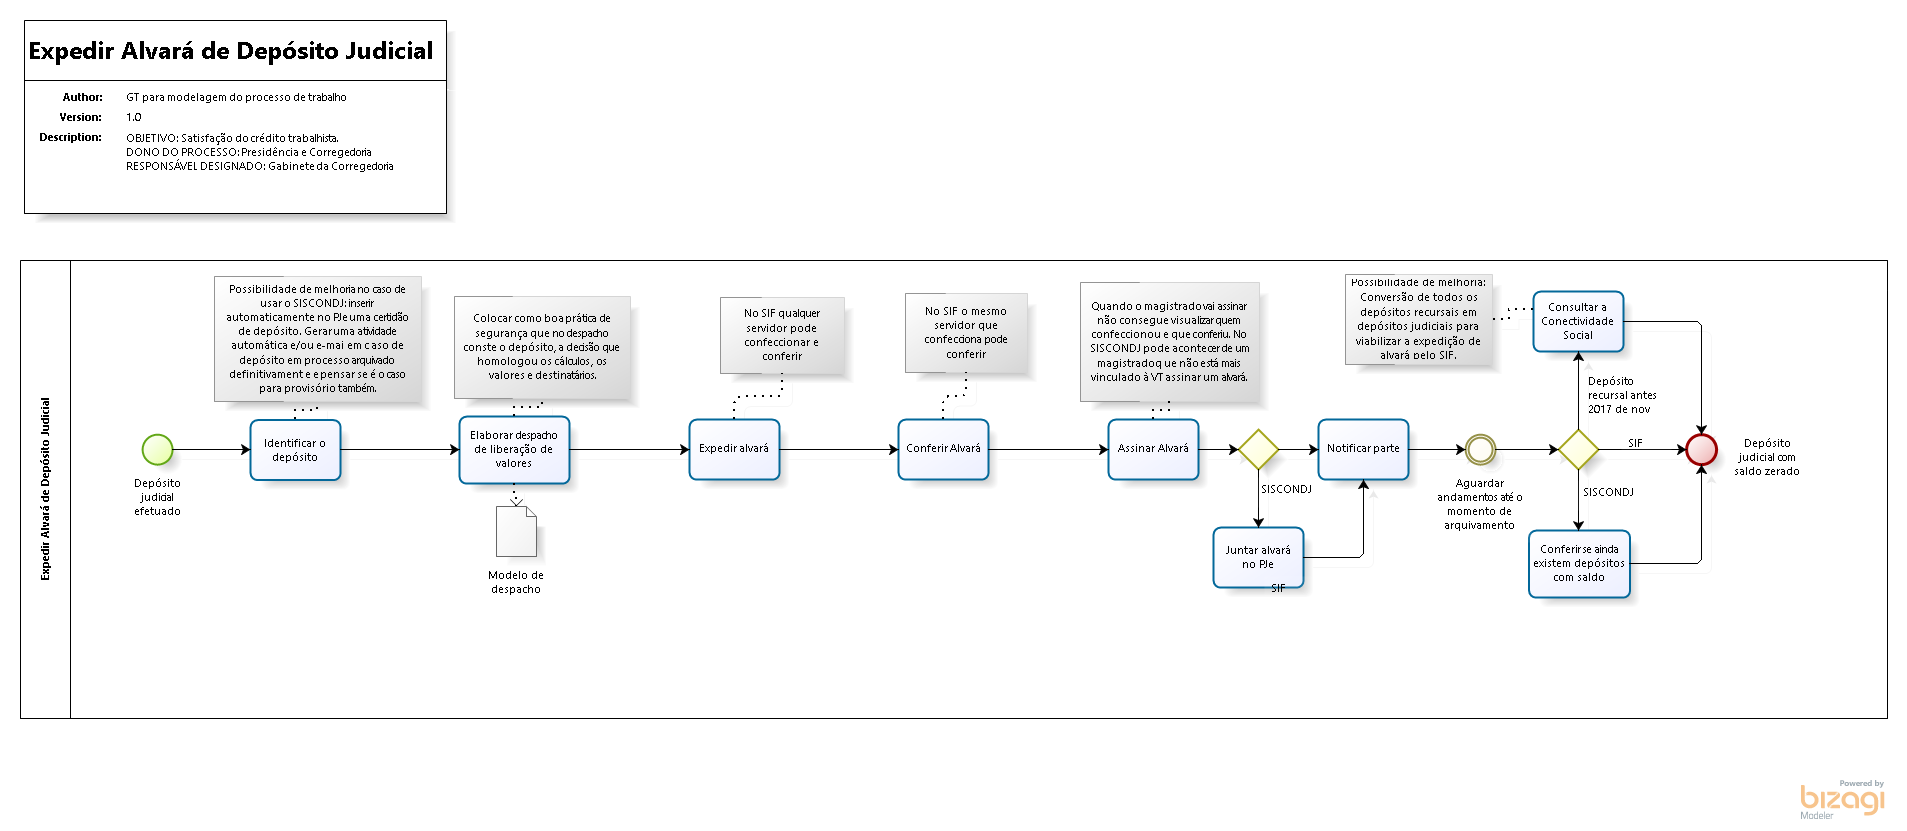 Expedir Alvará de Depósito Judicial
Author: GT para modelagem do processo de trabalho
Version: 1.0
Description: OBJETIVO: Satisfação do crédito trabalhista.
DONO DO PROCESSO: Presidência e Corregedoria
RESPONSÁVEL DESIGNADO: Gabinete da Corregedoria
Expedir Alvará de Depósito Judicial
Depósito
judicial
efetuado
Possibilidade de melhoria no caso de
usar o SISCONDJ: inserir
automaticamente no PJe uma certidão
de depósito. Gerar uma atividade
automática e/ou e-mai em caso de
depósito em processo arquivado
definitivament e epensar se é o caso
para provisório também.
Identificar o
depósito
Colocar como boa prática de
segurança que no despacho
conste o depósito, a decisão que
homologou os cálculos, os
valores e destinatários.
Elaborar despacho
de liberação de
valores
Modelo de
despacho
No SIF qualquer
servidor pode
confeccionar e
conferir
Expedir alvará
No SIF o mesmo
servidor que
confecciona pode
conferir
Conferir Alvará
Quando o magistrado vai assinar
não consegue visualizar quem
confeccionou e que conferiu. No
SISCONDJ pode acontecer de um
magistrado que não está mais
vinculado à VT assinar um alvará.
Assinar Alvará
SISCONDJ
Juntar alvará
no PJe
SIF
Notificar parte
Aguardar
andamentos até o
momento de
arquivamento
Possibilidade de melhoria:
Conversão de todos os
depósitos recursais em
depósitos judiciais para
viabilizar a expedição de
alvará pelo SIF.
Consultar a
Conectividade
Social
Depósito
recursal antes
2017 de nov
SIF
SISCONDJ
Conferir se ainda
existem depósitos
com saldo
Depósito
judicial com
saldo zerado
Powered by
bizagi
Modeler